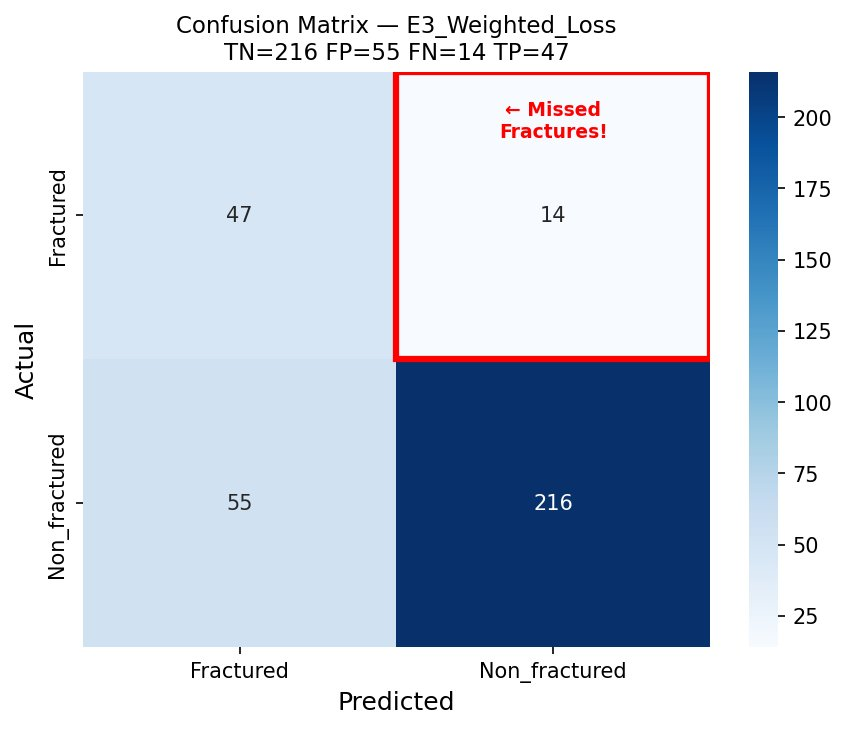 Confusion Matrix — E3_Weighted_Loss
TN=216 FP=55 FN=14 TP=47
← Missed
Fractures!
Actual
Fractured
47
14
Non_fractured
55
216
Fractured
Non_fractured
Predicted
200
175
150
125
100
75
50
25